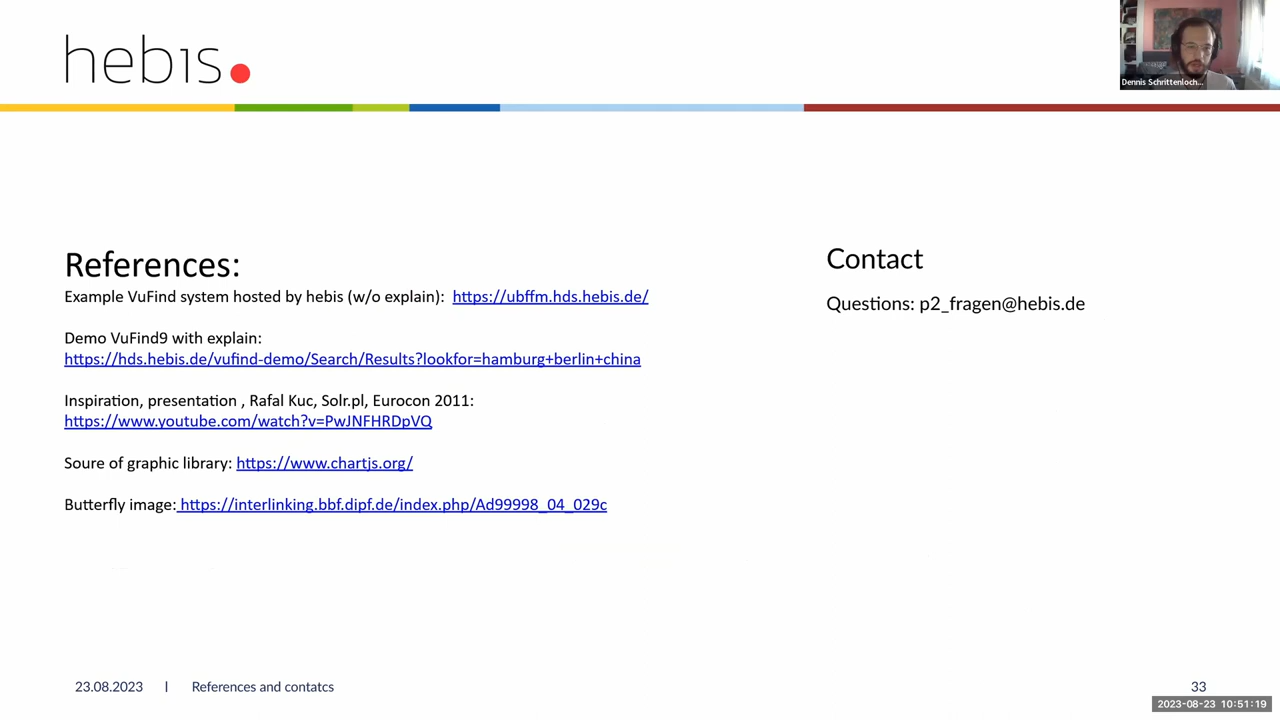 hebis.
Dennis Schrittenloch...
References:
Example VuFind system hosted by hebis (w/o explain): https://ubffm.hds.hebis.de/
Demo VuFind9 with explain:
https://hds.hebis.de/vufind-demo/Search/Results?lookfor=hamburg+berlin+china
Inspiration, presentation , Rafal Kuc, Solr.pl, Eurocon 2011:
https://www.youtube.com/watch?v=PwJNFHRDpVQ
Soure of graphic library: https://www.chartjs.org/
Butterfly image: https://interlinking.bbf.dipf.de/index.php/Ad99998_04_029c
Contact
Questions: p2_fragen@hebis.de
23.08.2023 | References and contatcs
33
2023-08-23 10:51:19